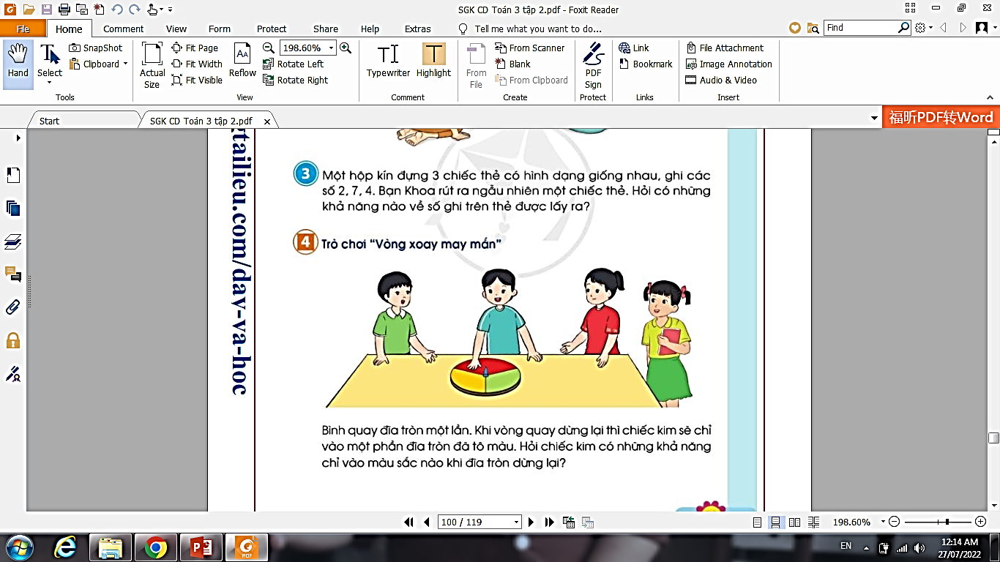 SGK CD Toán 3 tập 2.pdf - Foxit Reader
File Home Comment View Form Protect Share Help Extras Tell me what you want to do... Find
Hand
Select
SnapShot
Clipboard
Tools
Actual Size
Fit Page
Fit Width
Fit Visible
Reflow
198.60%
Rotate Left
Rotate Right
View
Typewriter
Highlight
Comment
From File
From Scanner
Blank
From Clipboard
Create
PDF Sign
Protect
Link
Bookmark
Links
File Attachment
Image Annotation
Audio & Video
Insert
Start
SGK CD Toán 3 tập 2.pdf
福昕PDF转Word
tailieu.com/day-va-hoc
3 Một hộp kín đựng 3 chiếc thẻ có hình dạng giống nhau, ghi các
số 2, 7, 4. Bạn Khoa rút ra ngẫu nhiên một chiếc thẻ. Hỏi có những
khả năng nào về số ghi trên thẻ được lấy ra?
4 Trò chơi “Vòng xoay may mắn”
Bình quay đĩa tròn một lần. Khi vòng quay dừng lại thì chiếc kim sẽ chỉ
vào một phần đĩa tròn đã tô màu. Hỏi chiếc kim có những khả năng
chỉ vào màu sắc nào khi đĩa tròn dừng lại?
100 / 119
198.60%
EN
12:14 AM
27/07/2022